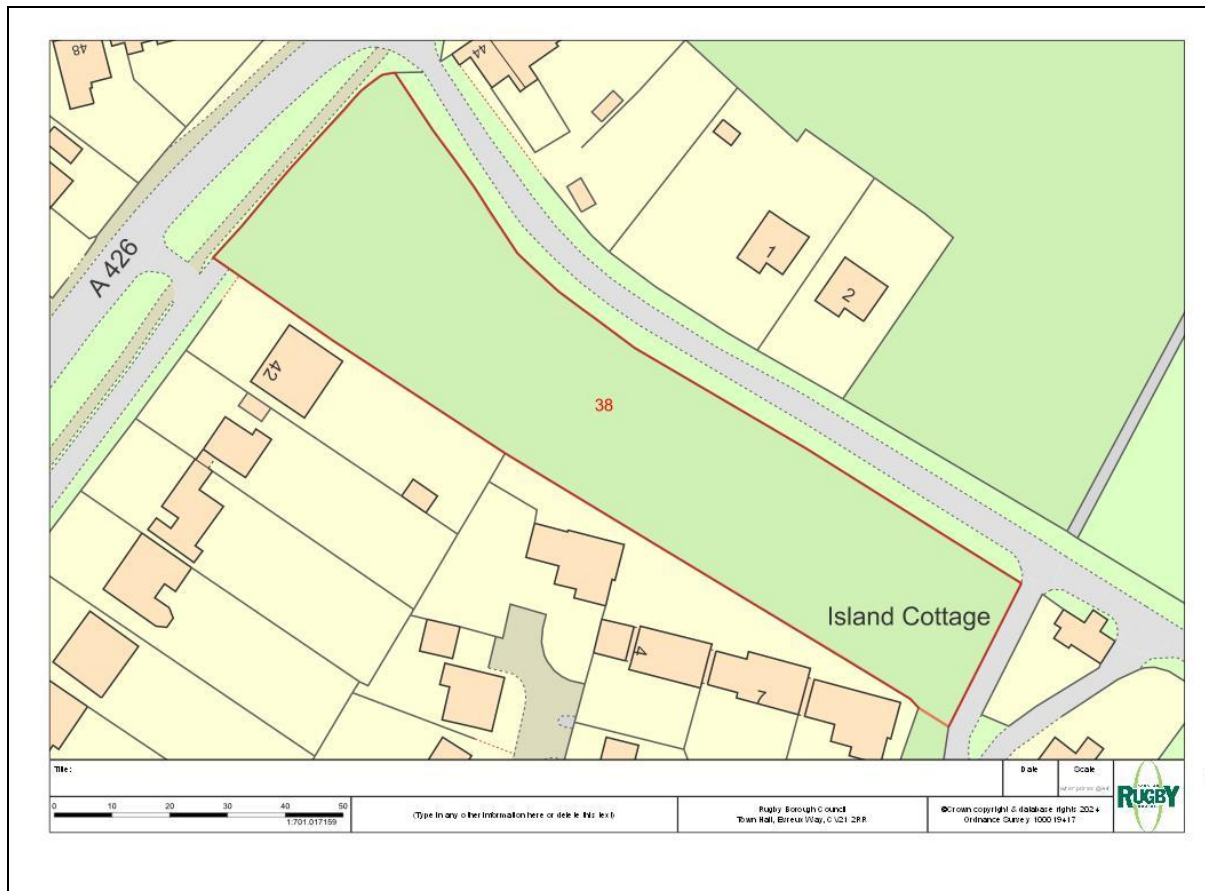 48
44
A 426
1
2
42
38
Island Cottage
4
7
Title:
Date
Scale
0 10 20 30 40 50
1:701.017159
(Type in any other information here or delete this text)
Rugby Borough Council
Town Hall, Evreux Way, CV21 2RR
©Crown copyright & database rights 2024
Ordnance Survey 100019417
RUGBY